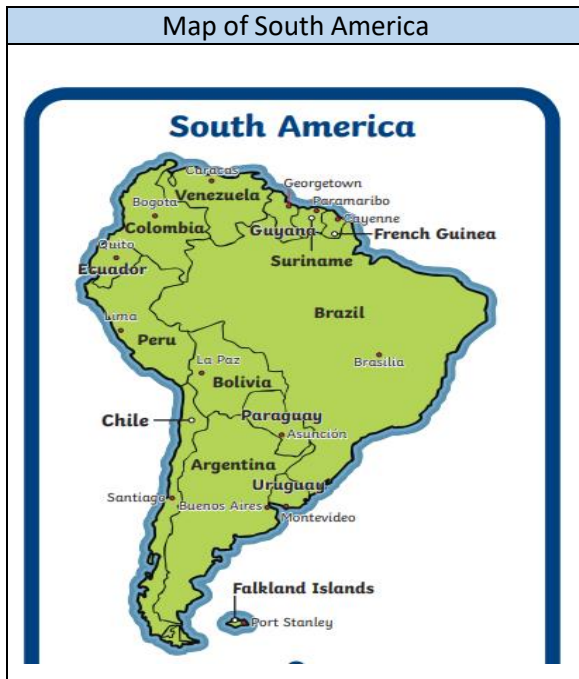 Map of South America
South America
Caracas
Georgetown
Venezuela
Paramaribo
Bogota
Cayenne
Colombia
Guyana
French Guinea
Quito
Suriname
Ecuador
Brazil
Lima
Peru
La Paz
Brasilia
Bolivia
Paraguay
Chile
Asunción
Argentina
Uruguay
Santiago
Buenos Aires
Montevideo
Falkland Islands
Port Stanley